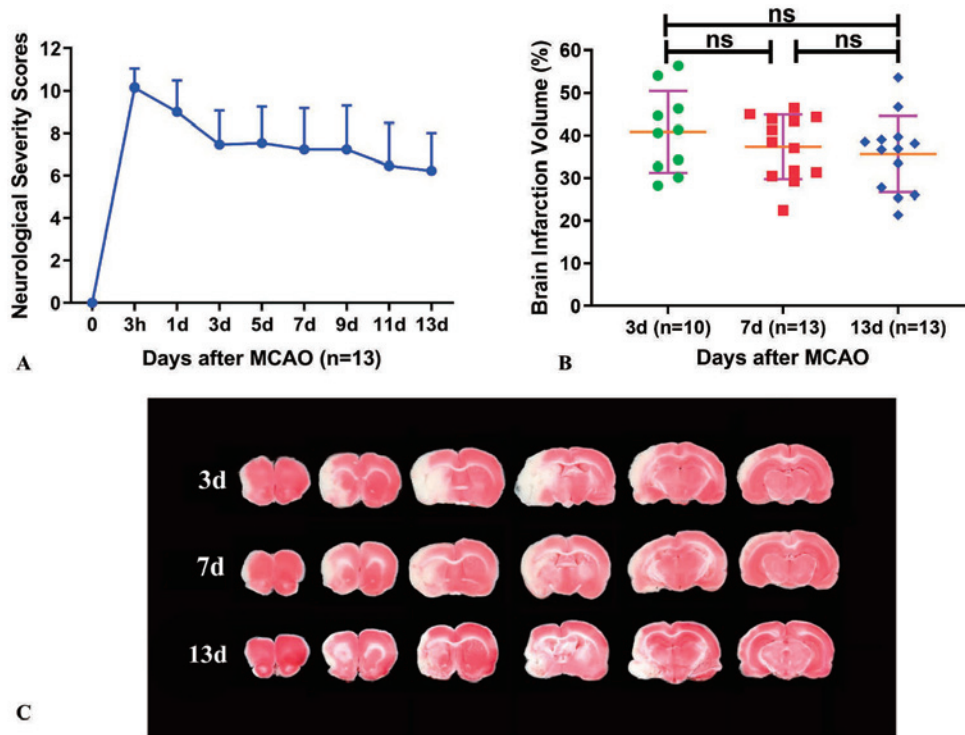 Neurological Severity Scores
12
10
8
6
4
2
0
0 3h 1d 3d 5d 7d 9d 11d 13d
Days after MCAO (n=13)
A
ns
ns ns
Brain Infarction Volume (%)
60
50
40
30
20
10
0
3d (n=10) 7d (n=13) 13d (n=13)
Days after MCAO
B
3d
7d
13d
C